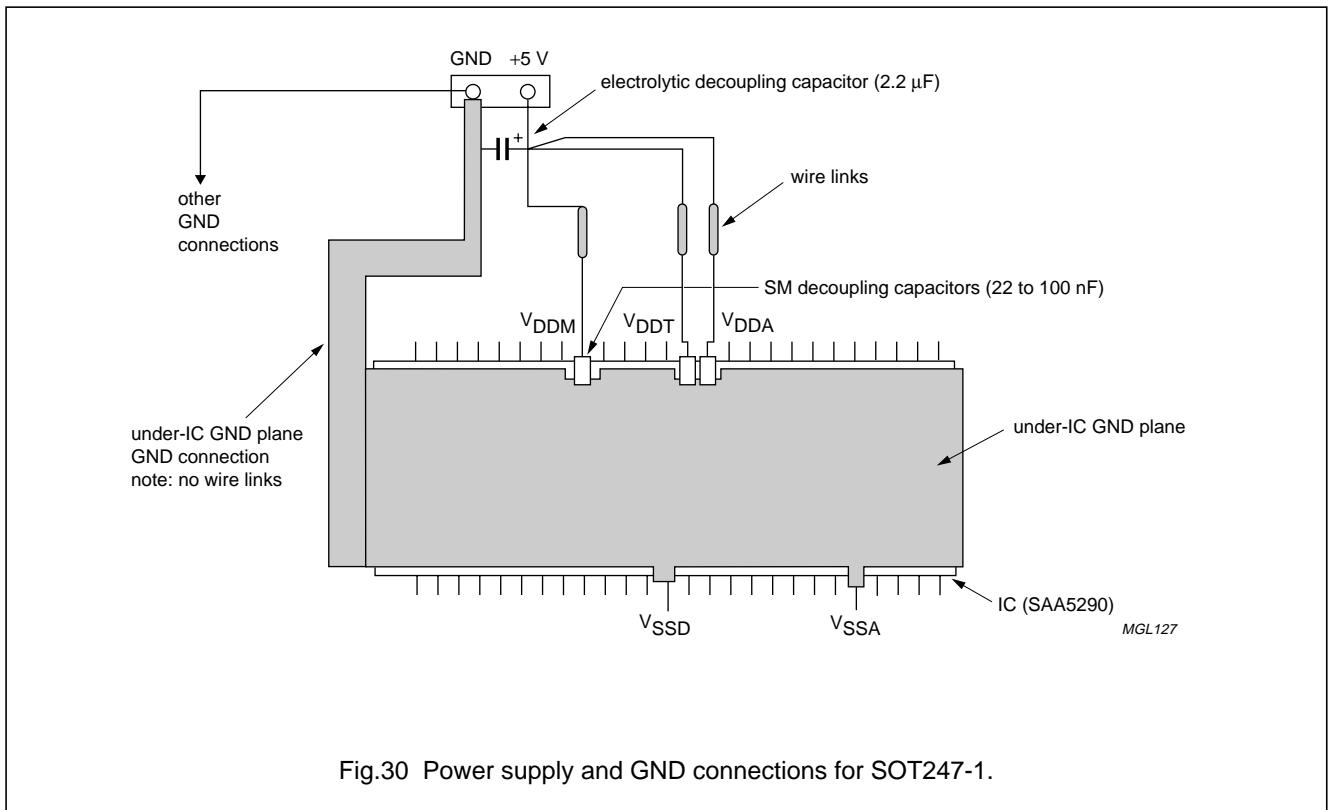 GND +5 V
electrolytic decoupling capacitor (2.2 μF)
+
wire links
other
GND
connections
SM decoupling capacitors (22 to 100 nF)
VDDM VDDT VDDA
under-IC GND plane
GND connection
note: no wire links
under-IC GND plane
IC (SAA5290)
VSSD VSSA
MGL127
Fig.30 Power supply and GND connections for SOT247-1.